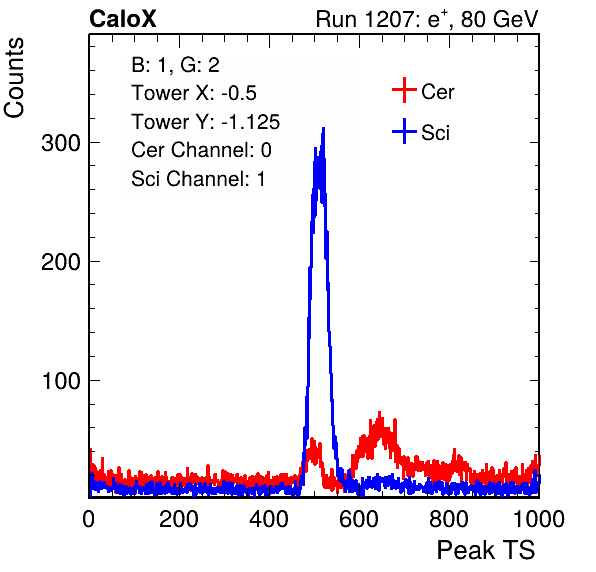 CaloX Run 1207: e⁺, 80 GeV
Counts
B: 1, G: 2
Tower X: -0.5
Tower Y: -1.125
Cer Channel: 0
Sci Channel: 1
Cer
Sci
300
200
100
0 200 400 600 800 1000
Peak TS